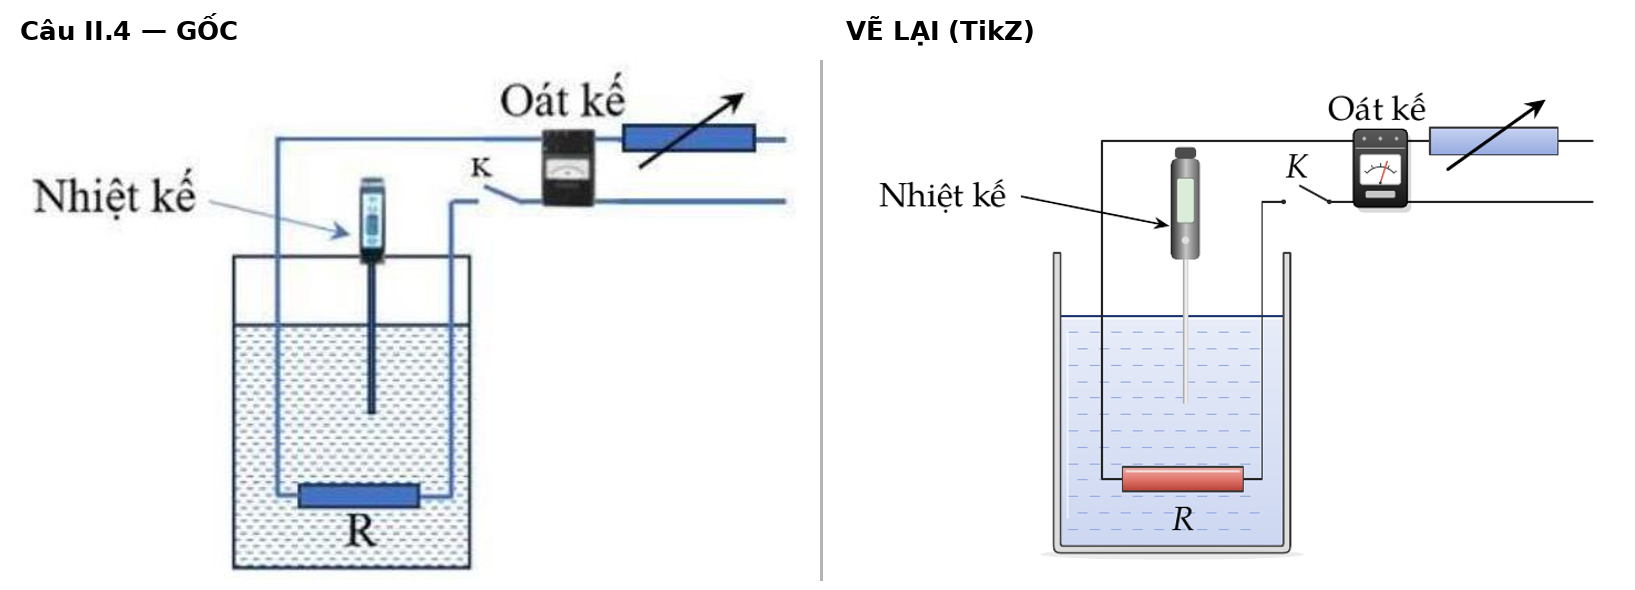 Câu II.4 — GỐC
Oát kế
K
Nhiệt kế
R
VẼ LẠI (TikZ)
Oát kế
K
Nhiệt kế
R